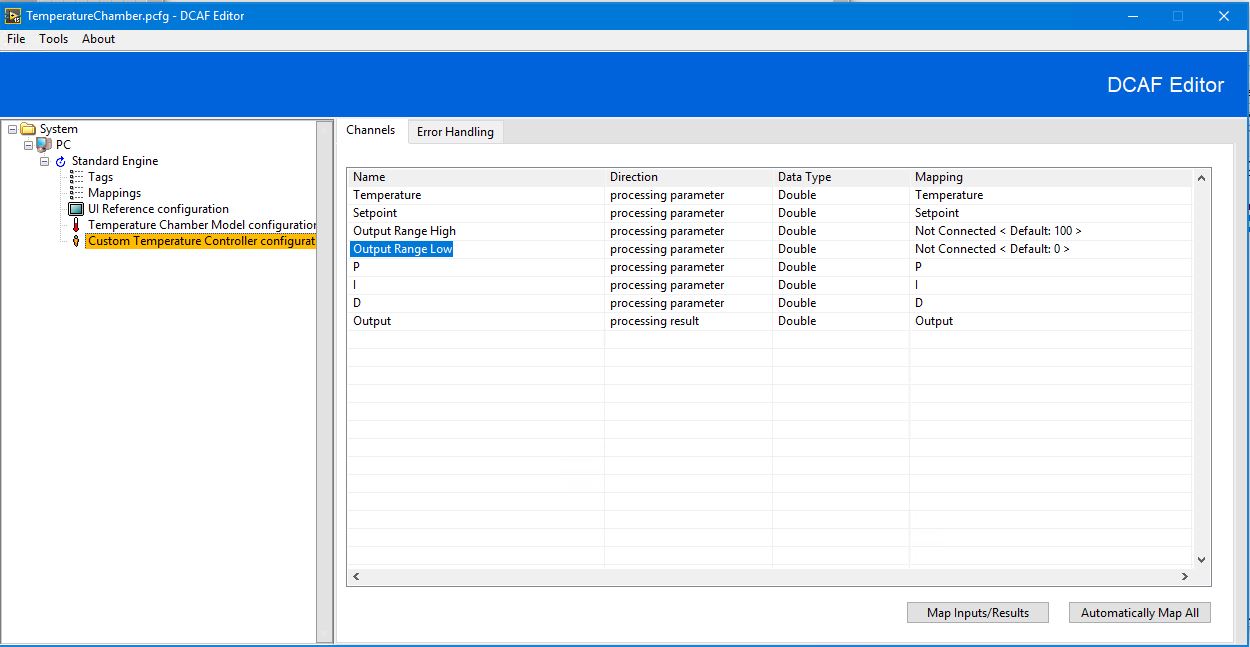 TemperatureChamber.pcfg - DCAF Editor
File Tools About
DCAF Editor
System
PC
Standard Engine
Tags
Mappings
UI Reference configuration
Temperature Chamber Model configuration
Custom Temperature Controller configurat
Channels Error Handling
Name Direction Data Type Mapping
Temperature processing parameter Double Temperature
Setpoint processing parameter Double Setpoint
Output Range High processing parameter Double Not Connected < Default: 100 >
Output Range Low processing parameter Double Not Connected < Default: 0 >
P processing parameter Double P
I processing parameter Double I
D processing parameter Double D
Output processing result Double Output
Map Inputs/Results Automatically Map All